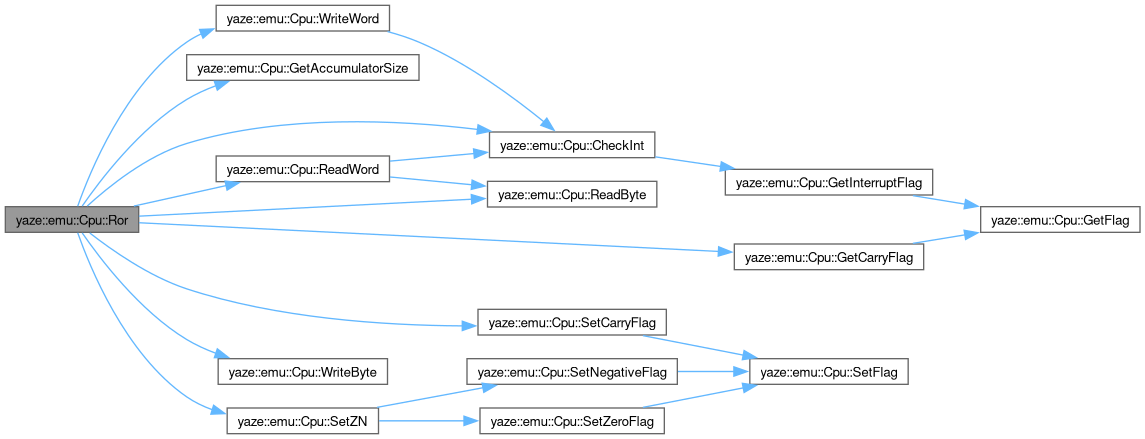 yaze::emu::Cpu::WriteWord
yaze::emu::Cpu::GetAccumulatorSize
yaze::emu::Cpu::CheckInt
yaze::emu::Cpu::ReadWord
yaze::emu::Cpu::GetInterruptFlag
yaze::emu::Cpu::ReadByte
yaze::emu::Cpu::Ror
yaze::emu::Cpu::GetFlag
yaze::emu::Cpu::GetCarryFlag
yaze::emu::Cpu::SetCarryFlag
yaze::emu::Cpu::WriteByte
yaze::emu::Cpu::SetNegativeFlag
yaze::emu::Cpu::SetFlag
yaze::emu::Cpu::SetZN
yaze::emu::Cpu::SetZeroFlag